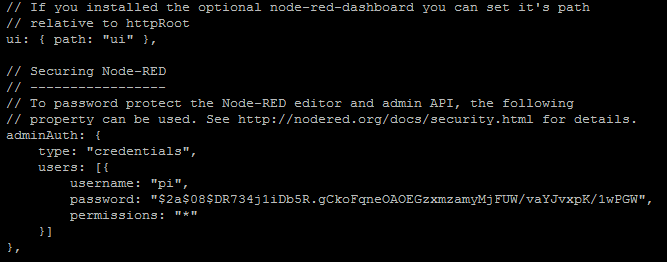 // If you installed the optional node-red-dashboard you can set it's path
// relative to httpRoot
ui: { path: "ui" },
// Securing Node-RED
// -----------------
// To password protect the Node-RED editor and admin API, the following
// property can be used. See http://nodered.org/docs/security.html for details.
adminAuth: {
    type: "credentials",
    users: [{
        username: "pi",
        password: "$2a$08$DR734j1iDb5R.gCkoFqneOAOEGzxmzamyMjFUW/vaYJvxpK/1wPGW",
        permissions: "*"
    }]
},